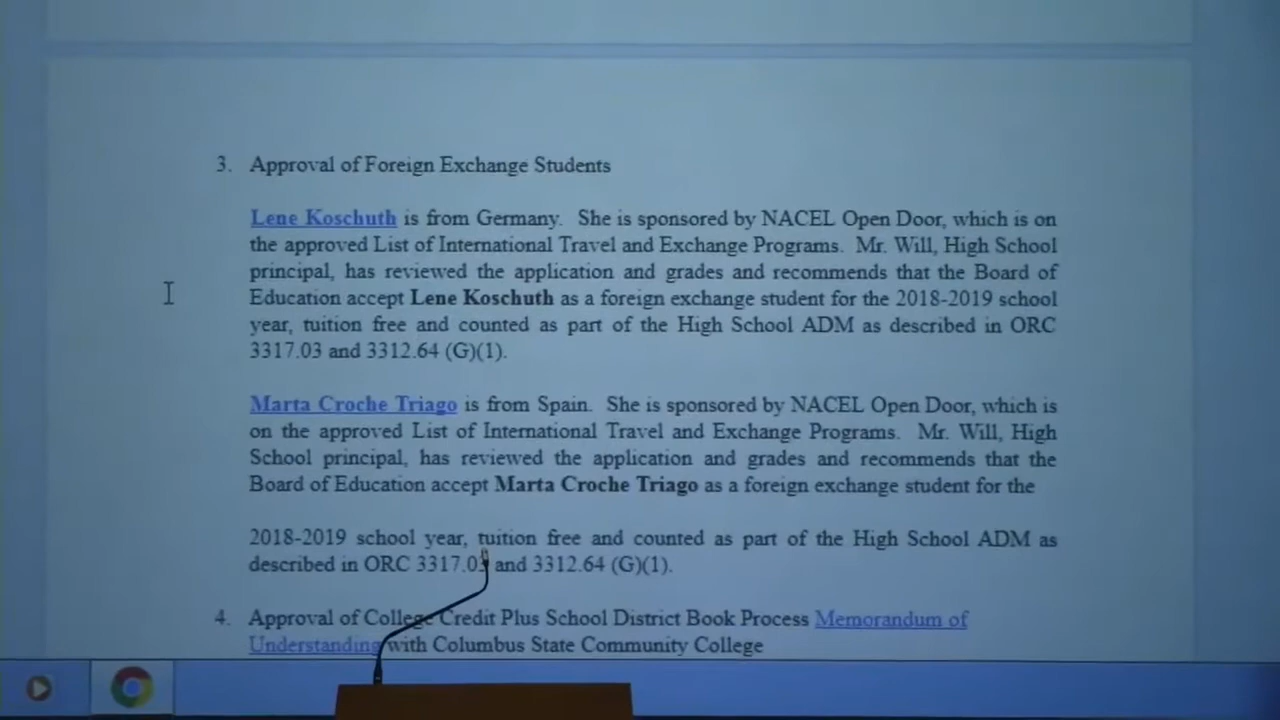 3. Approval of Foreign Exchange Students
Lene Koschuth is from Germany. She is sponsored by NACEL Open Door, which is on
the approved List of International Travel and Exchange Programs. Mr. Will, High School
principal, has reviewed the application and grades and recommends that the Board of
Education accept Lene Koschuth as a foreign exchange student for the 2018-2019 school
year, tuition free and counted as part of the High School ADM as described in ORC
3317.03 and 3312.64 (G)(1).
Marta Croche Triago is from Spain. She is sponsored by NACEL Open Door, which is
on the approved List of International Travel and Exchange Programs. Mr. Will, High
School principal, has reviewed the application and grades and recommends that the
Board of Education accept Marta Croche Triago as a foreign exchange student for the
2018-2019 school year, tuition free and counted as part of the High School ADM as
described in ORC 3317.03 and 3312.64 (G)(1).
4. Approval of College Credit Plus School District Book Process Memorandum of
Understanding with Columbus State Community College